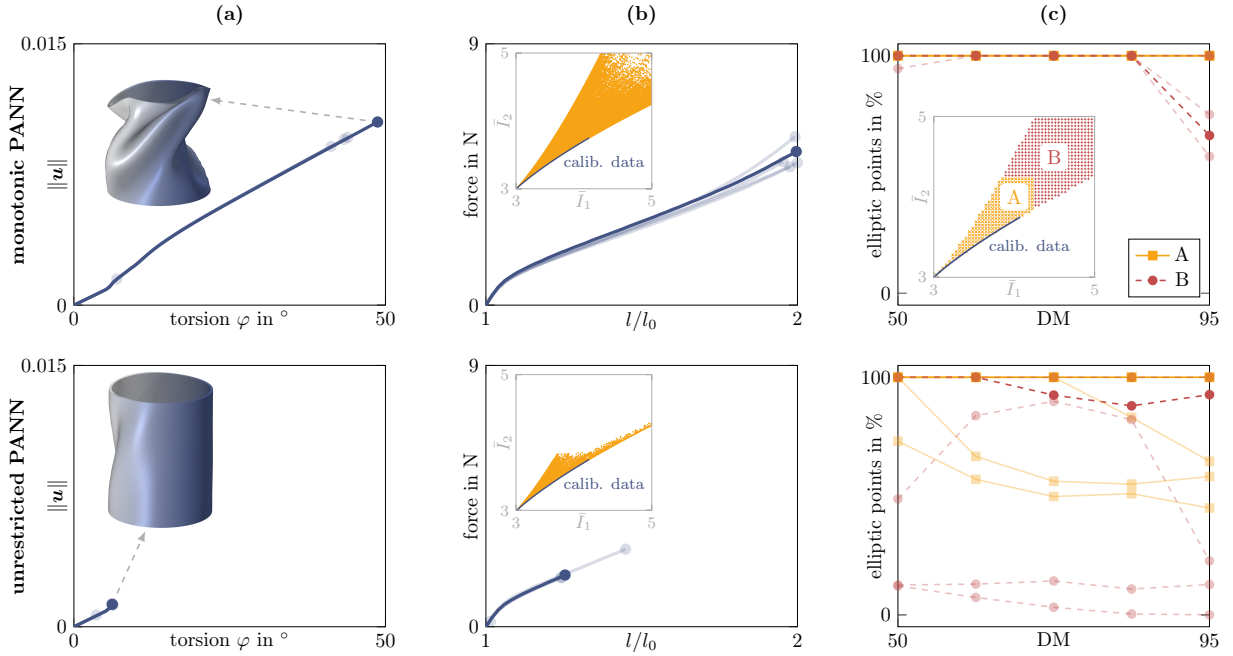 (a)
(b)
(c)
monotonic PANN
‖u‖
0.015
0
0
torsion φ in °
50
force in N
9
0
1
l/l₀
2
Ī₂
5
3
3
Ī₁
5
calib. data
elliptic points in %
100
0
50
DM
95
Ī₂
5
3
3
Ī₁
5
B
A
calib. data
A
B
unrestricted PANN
‖u‖
0.015
0
0
torsion φ in °
50
force in N
9
0
1
l/l₀
2
Ī₂
5
3
3
Ī₁
5
calib. data
elliptic points in %
100
0
50
DM
95